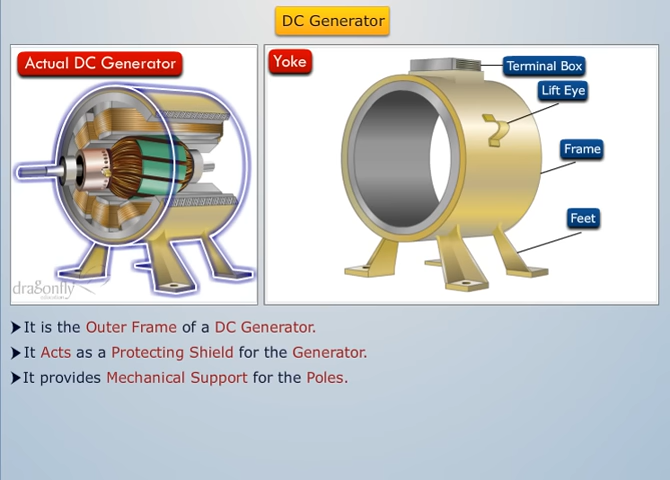 DC Generator
Actual DC Generator
Yoke
Terminal Box
Lift Eye
Frame
Feet
dragonfly
education
It is the Outer Frame of a DC Generator.
It Acts as a Protecting Shield for the Generator.
It provides Mechanical Support for the Poles.